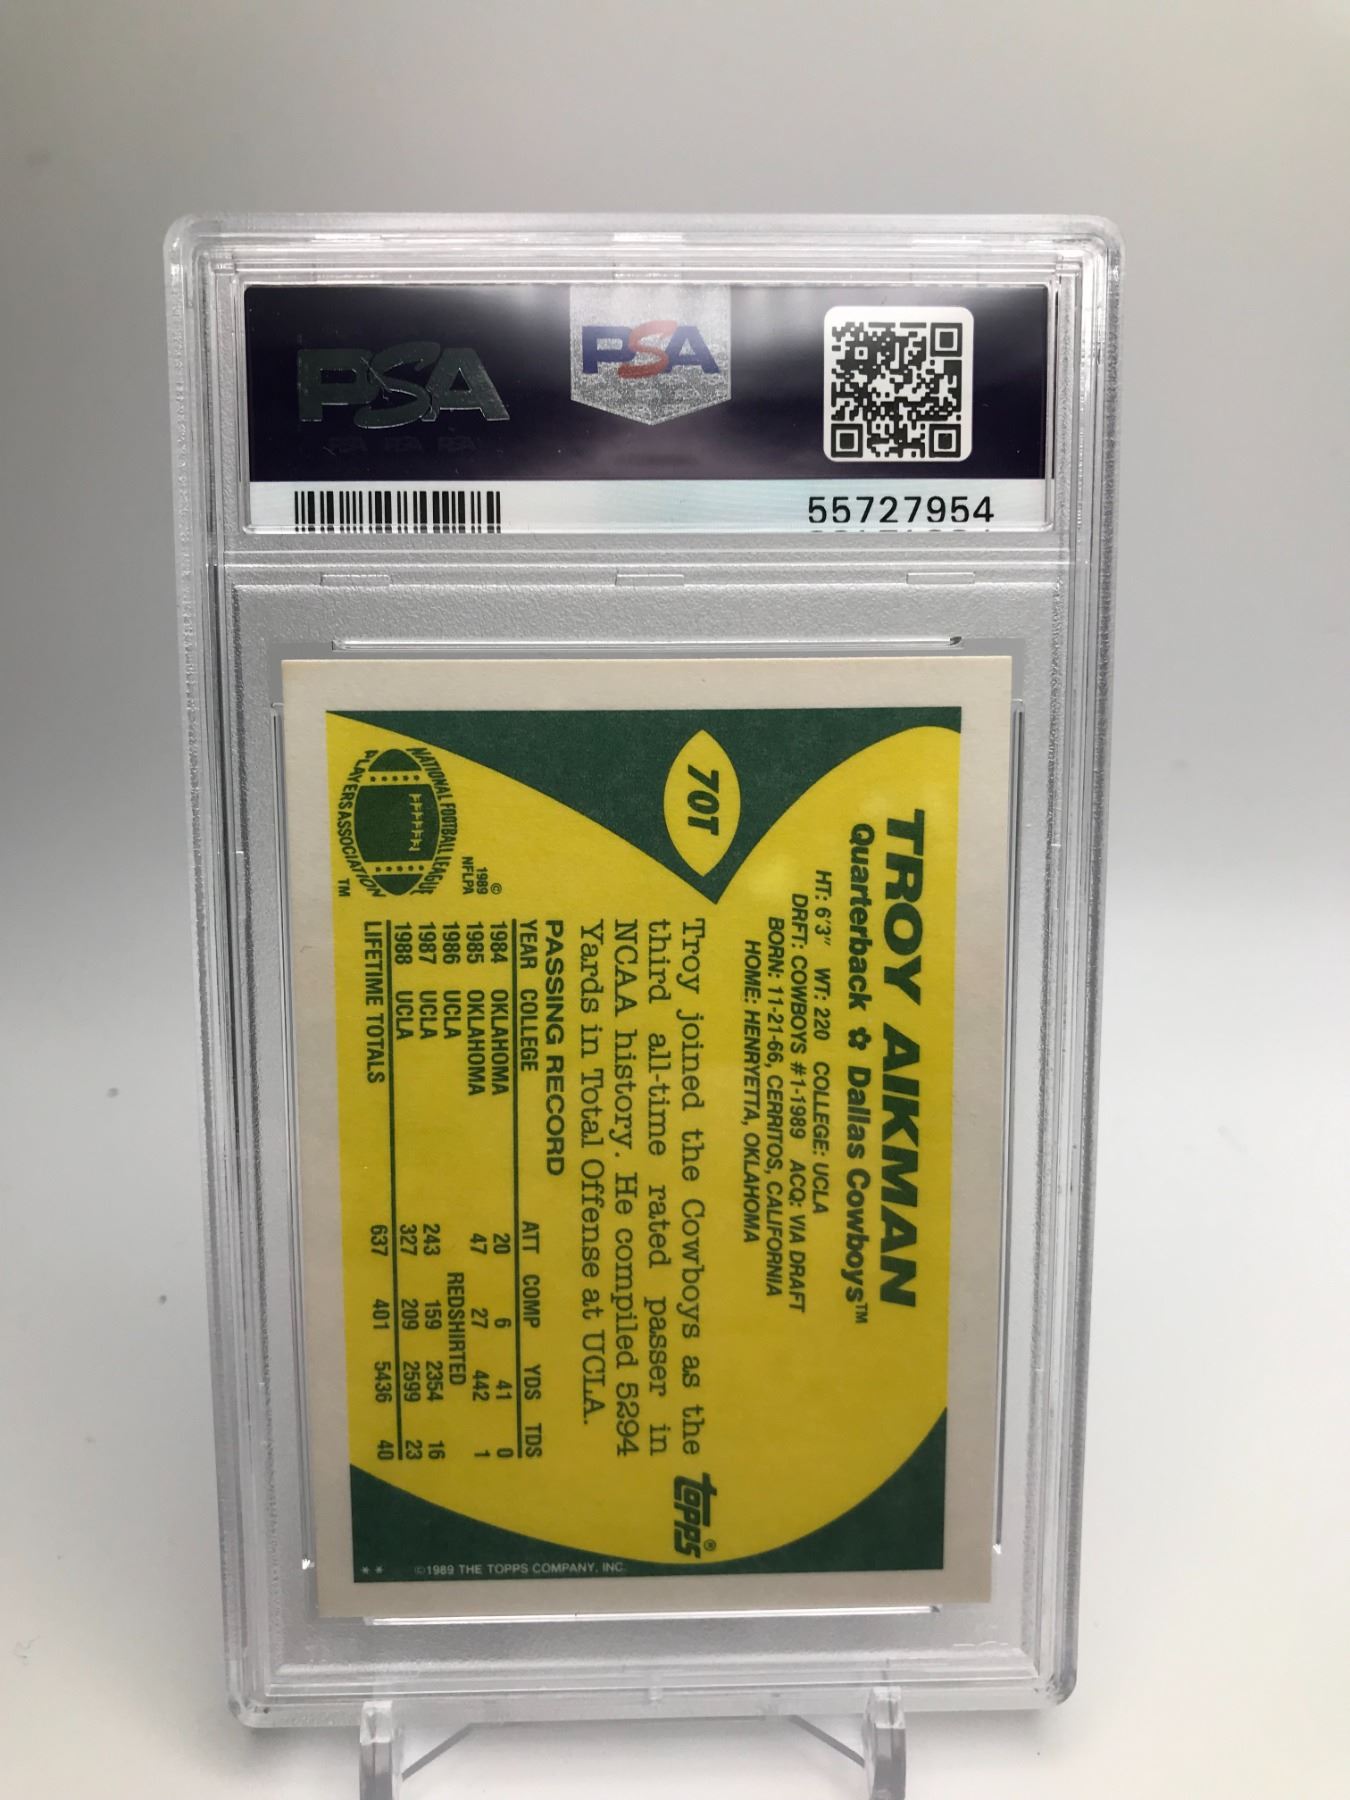 PSA
PSA
PSA PSA PSA
55727954
70T
TROY AIKMAN
Quarterback ✿ Dallas Cowboys™
HT: 6'3" WT: 220 COLLEGE: UCLA
DRFT: COWBOYS #1-1989 ACQ: VIA DRAFT
BORN: 11-21-66, CERRITOS, CALIFORNIA
HOME: HENRYETTA, OKLAHOMA
Troy joined the Cowboys as the
third all-time rated passer in
NCAA history. He compiled 5294
Yards in Total Offense at UCLA.
topps®
PASSING RECORD
YEAR COLLEGE ATT COMP YDS TDS
1984 OKLAHOMA 20 6 41 0
1985 OKLAHOMA 47 27 442 1
1986 UCLA REDSHIRTED
1987 UCLA 243 159 2354 16
1988 UCLA 327 209 2599 23
LIFETIME TOTALS 637 401 5436 40
NATIONAL FOOTBALL LEAGUE
PLAYERS ASSOCIATION TM
©
1989
NFLPA
** ©1989 THE TOPPS COMPANY, INC.